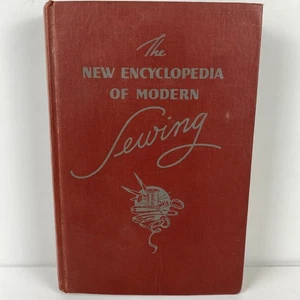 The
NEW ENCYCLOPEDIA
OF MODERN
Sewing